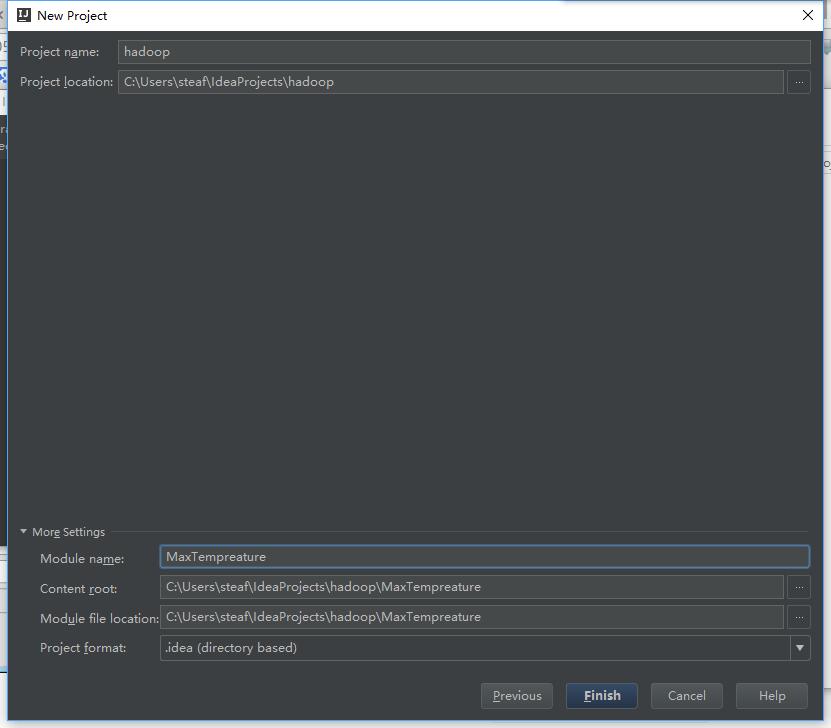 New Project
Project name: hadoop
Project location: C:\Users\steaf\IdeaProjects\hadoop ...
More Settings
Module name: MaxTempreature
Content root: C:\Users\steaf\IdeaProjects\hadoop\MaxTempreature ...
Module file location: C:\Users\steaf\IdeaProjects\hadoop\MaxTempreature ...
Project format: .idea (directory based)
Previous Finish Cancel Help